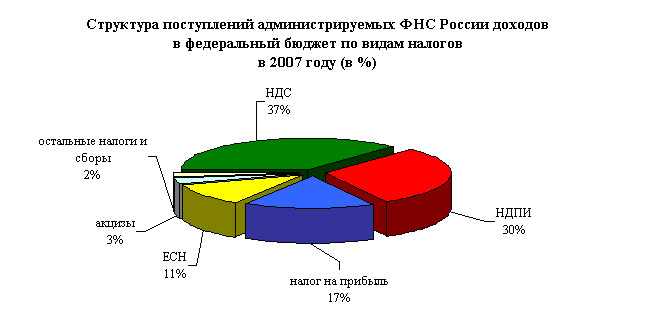 Структура поступлений администрируемых ФНС России доходов
в федеральный бюджет по видам налогов
в 2007 году (в %)
НДС
37%
остальные налоги и
сборы
2%
акцизы
3%
ЕСН
11%
налог на прибыль
17%
НДПИ
30%